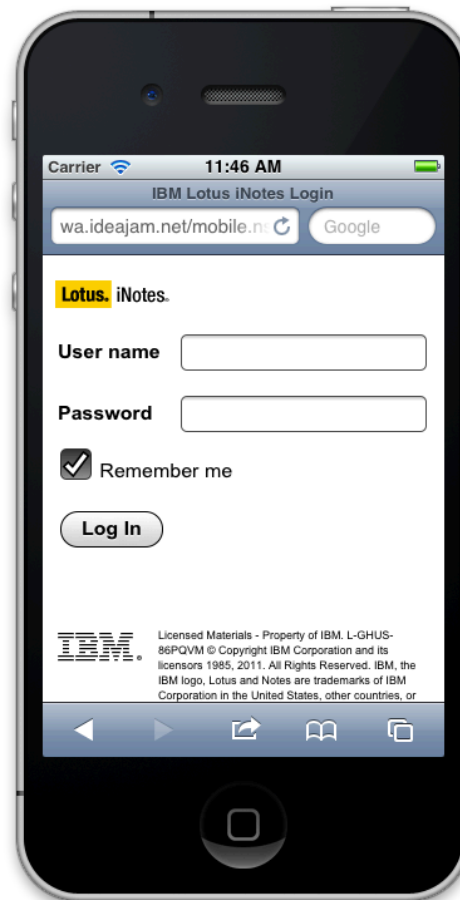 Carrier 11:46 AM
IBM Lotus iNotes Login
wa.ideajam.net/mobile.n Google
Lotus. iNotes.
User name
Password
Remember me
Log In
IBM. Licensed Materials - Property of IBM. L-GHUS-
86PQVM © Copyright IBM Corporation and its
licensors 1985, 2011. All Rights Reserved. IBM, the
IBM logo, Lotus and Notes are trademarks of IBM
Corporation in the United States, other countries, or